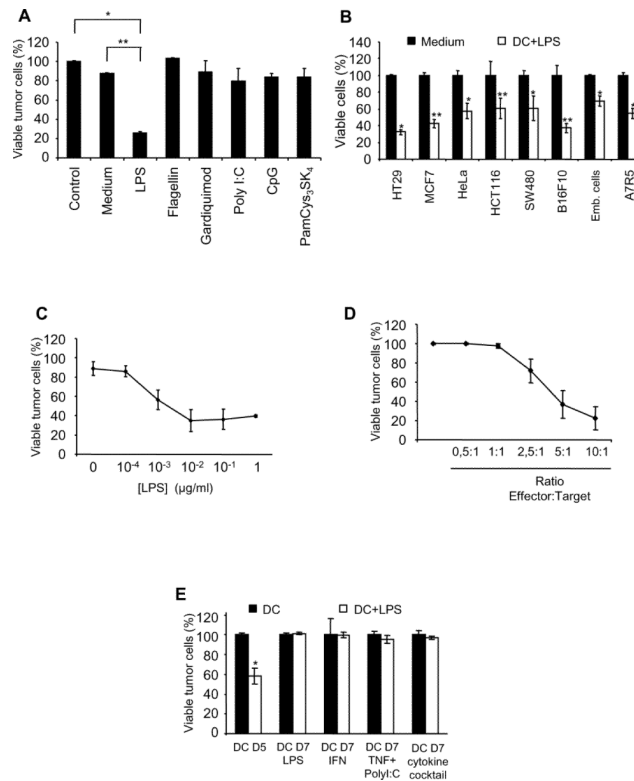 A
*
**
Viable tumor cells (%)
120
100
80
60
40
20
0
Control
Medium
LPS
Flagellin
Gardiquimod
Poly I:C
CpG
PamCys3SK4
B
Medium
DC+LPS
Viable cells (%)
140
120
100
80
60
40
20
0
*
**
*
**
*
**
*
*
HT29
MCF7
HeLa
HCT116
SW480
B16F10
Emb. cells
A7R5
C
Viable tumor cells (%)
120
100
80
60
40
20
0
0 10-4 10-3 10-2 10-1 1
[LPS] (µg/ml)
D
Viable tumor cells (%)
120
100
80
60
40
20
0
0,5:1 1:1 2,5:1 5:1 10:1
Ratio
Effector:Target
E
DC
DC+LPS
Viable tumor cells (%)
120
100
80
60
40
20
0
*
DC D5 DC D7 DC D7 DC D7 DC D7
LPS IFN TNF+ cytokine
PolyI:C cocktail